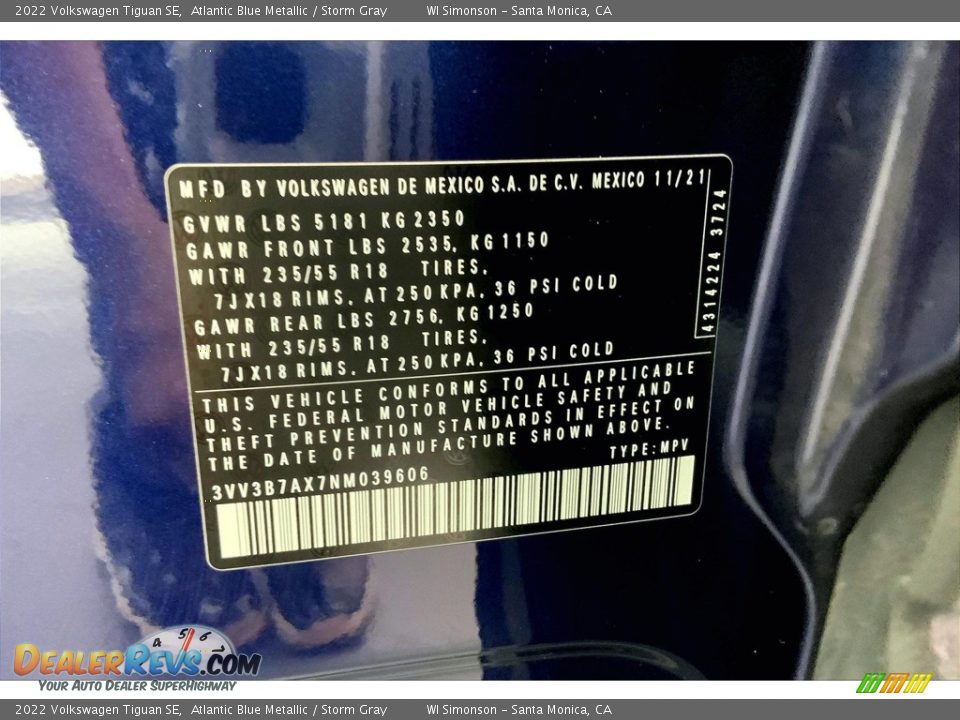 2022 Volkswagen Tiguan SE, Atlantic Blue Metallic / Storm Gray WI Simonson - Santa Monica, CA
MFD BY VOLKSWAGEN DE MEXICO S.A. DE C.V. MEXICO 11/21
GVWR LBS 5181 KG 2350
GAWR FRONT LBS 2535, KG 1150
WITH 235/55 R18 TIRES,
7JX18 RIMS, AT 250 KPA, 36 PSI COLD
GAWR REAR LBS 2756, KG 1250
WITH 235/55 R18 TIRES,
7JX18 RIMS, AT 250 KPA, 36 PSI COLD
4314224 3724
THIS VEHICLE CONFORMS TO ALL APPLICABLE
U.S. FEDERAL MOTOR VEHICLE SAFETY AND
THEFT PREVENTION STANDARDS IN EFFECT ON
THE DATE OF MANUFACTURE SHOWN ABOVE.
TYPE: MPV
3VV3B7AX7NM039606
4 5 6
DEALERREVS.COM
YOUR AUTO DEALER SUPERHIGHWAY
2022 Volkswagen Tiguan SE, Atlantic Blue Metallic / Storm Gray WI Simonson - Santa Monica, CA